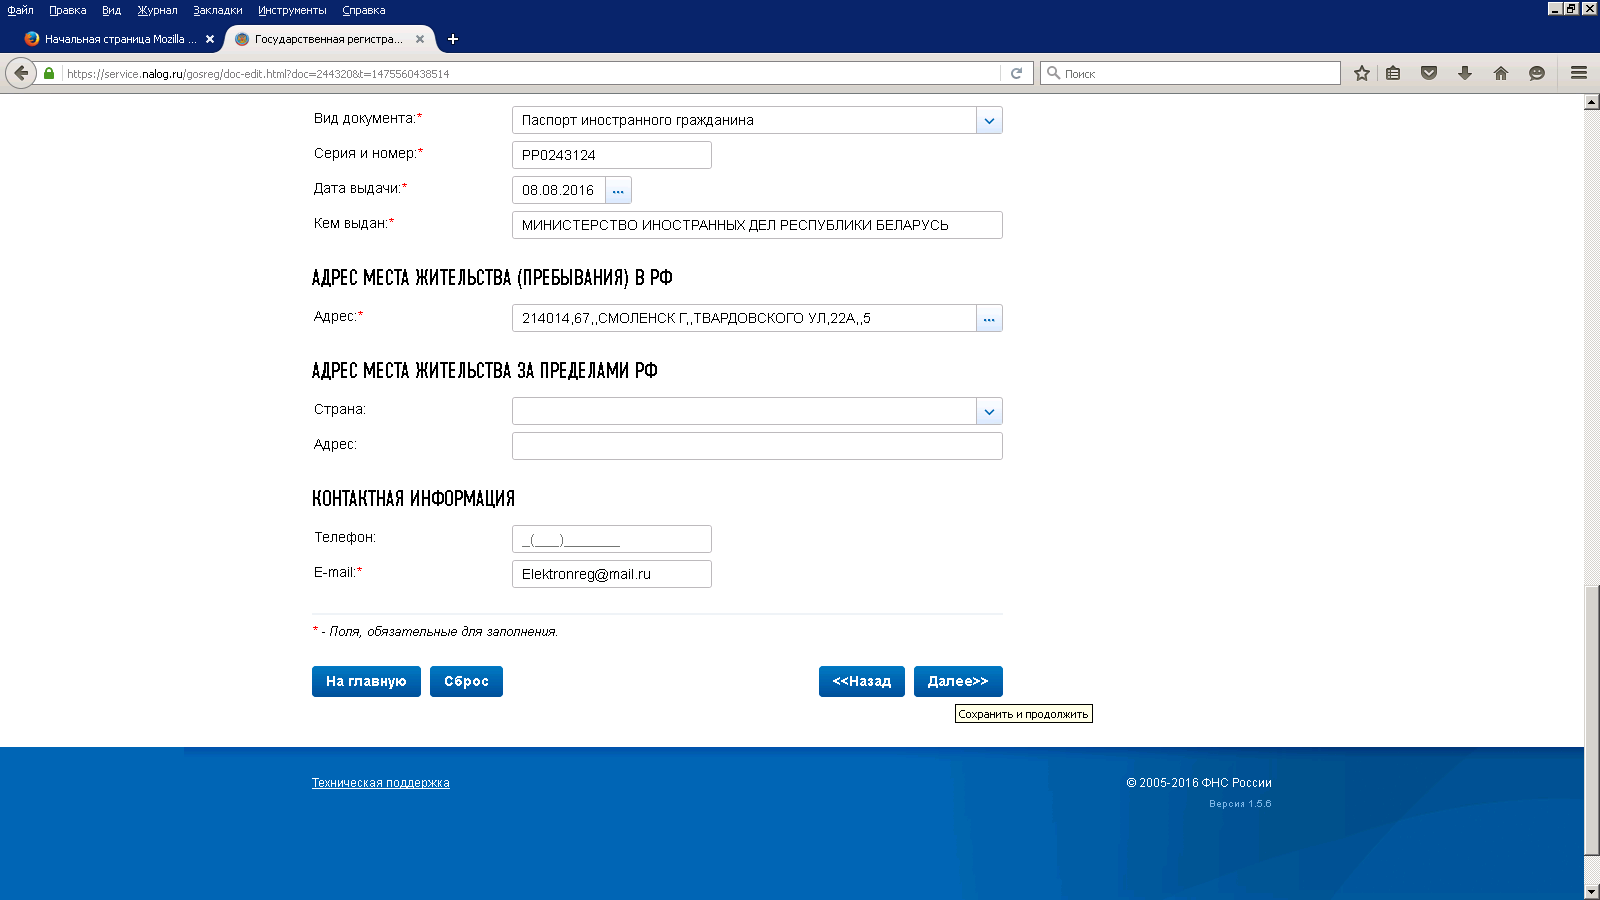 Файл Правка Вид Журнал Закладки Инструменты Справка
Начальная страница Mozilla ... Государственная регистра...
https://service.nalog.ru/gosreg/doc-edit.html?doc=244320&t=1475560438514 Поиск
Вид документа:* Паспорт иностранного гражданина
Серия и номер:* PP0243124
Дата выдачи:* 08.08.2016 ...
Кем выдан:* МИНИСТЕРСТВО ИНОСТРАННЫХ ДЕЛ РЕСПУБЛИКИ БЕЛАРУСЬ
АДРЕС МЕСТА ЖИТЕЛЬСТВА (ПРЕБЫВАНИЯ) В РФ
Адрес:* 214014,67,,СМОЛЕНСК Г,,ТВАРДОВСКОГО УЛ,22А,,5 ...
АДРЕС МЕСТА ЖИТЕЛЬСТВА ЗА ПРЕДЕЛАМИ РФ
Страна:
Адрес:
КОНТАКТНАЯ ИНФОРМАЦИЯ
Телефон: _(___)_______
E-mail:* Elektronreg@mail.ru
* - Поля, обязательные для заполнения.
На главную Сброс <<Назад Далее>>
Сохранить и продолжить
Техническая поддержка © 2005-2016 ФНС России
Версия 1.5.6